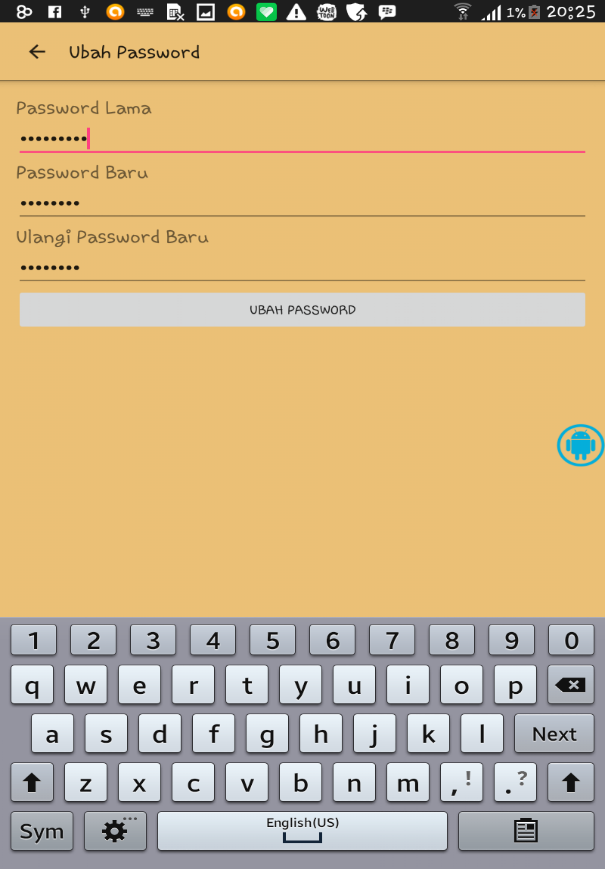 1% 20:25
Ubah Password
Password Lama
•••••••••
Password Baru
••••••••
Ulangi Password Baru
••••••••
UBAH PASSWORD
1 2 3 4 5 6 7 8 9 0
q w e r t y u i o p
a s d f g h j k l Next
z x c v b n m , ! . ?
Sym English(US)